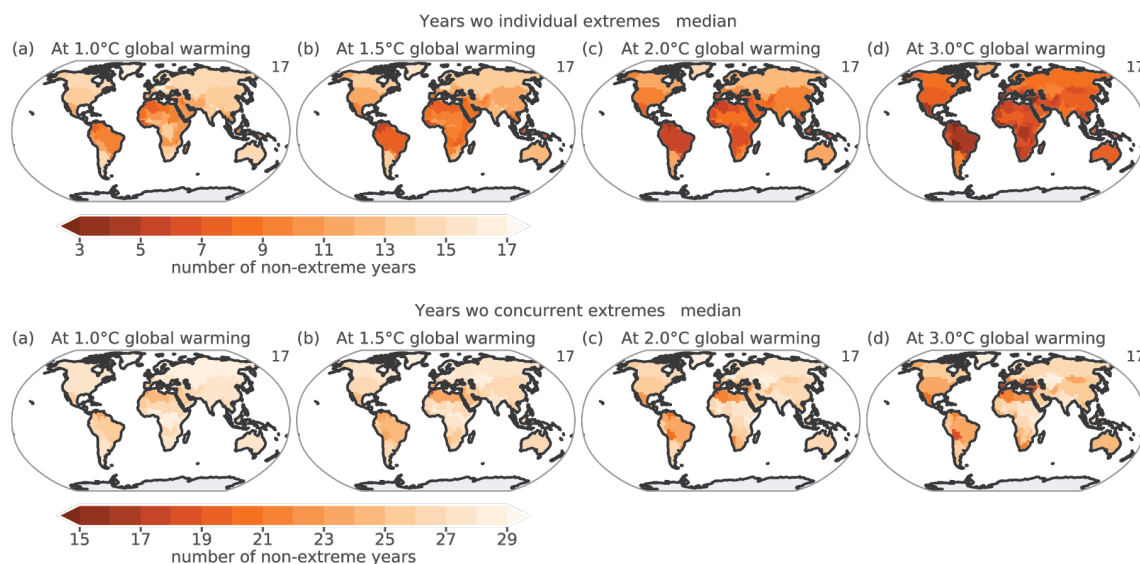 Years wo individual extremes median
(a) At 1.0°C global warming 17
(b) At 1.5°C global warming 17
(c) At 2.0°C global warming 17
(d) At 3.0°C global warming 17
3 5 7 9 11 13 15 17
number of non-extreme years
Years wo concurrent extremes median
(a) At 1.0°C global warming 17
(b) At 1.5°C global warming 17
(c) At 2.0°C global warming 17
(d) At 3.0°C global warming 17
15 17 19 21 23 25 27 29
number of non-extreme years